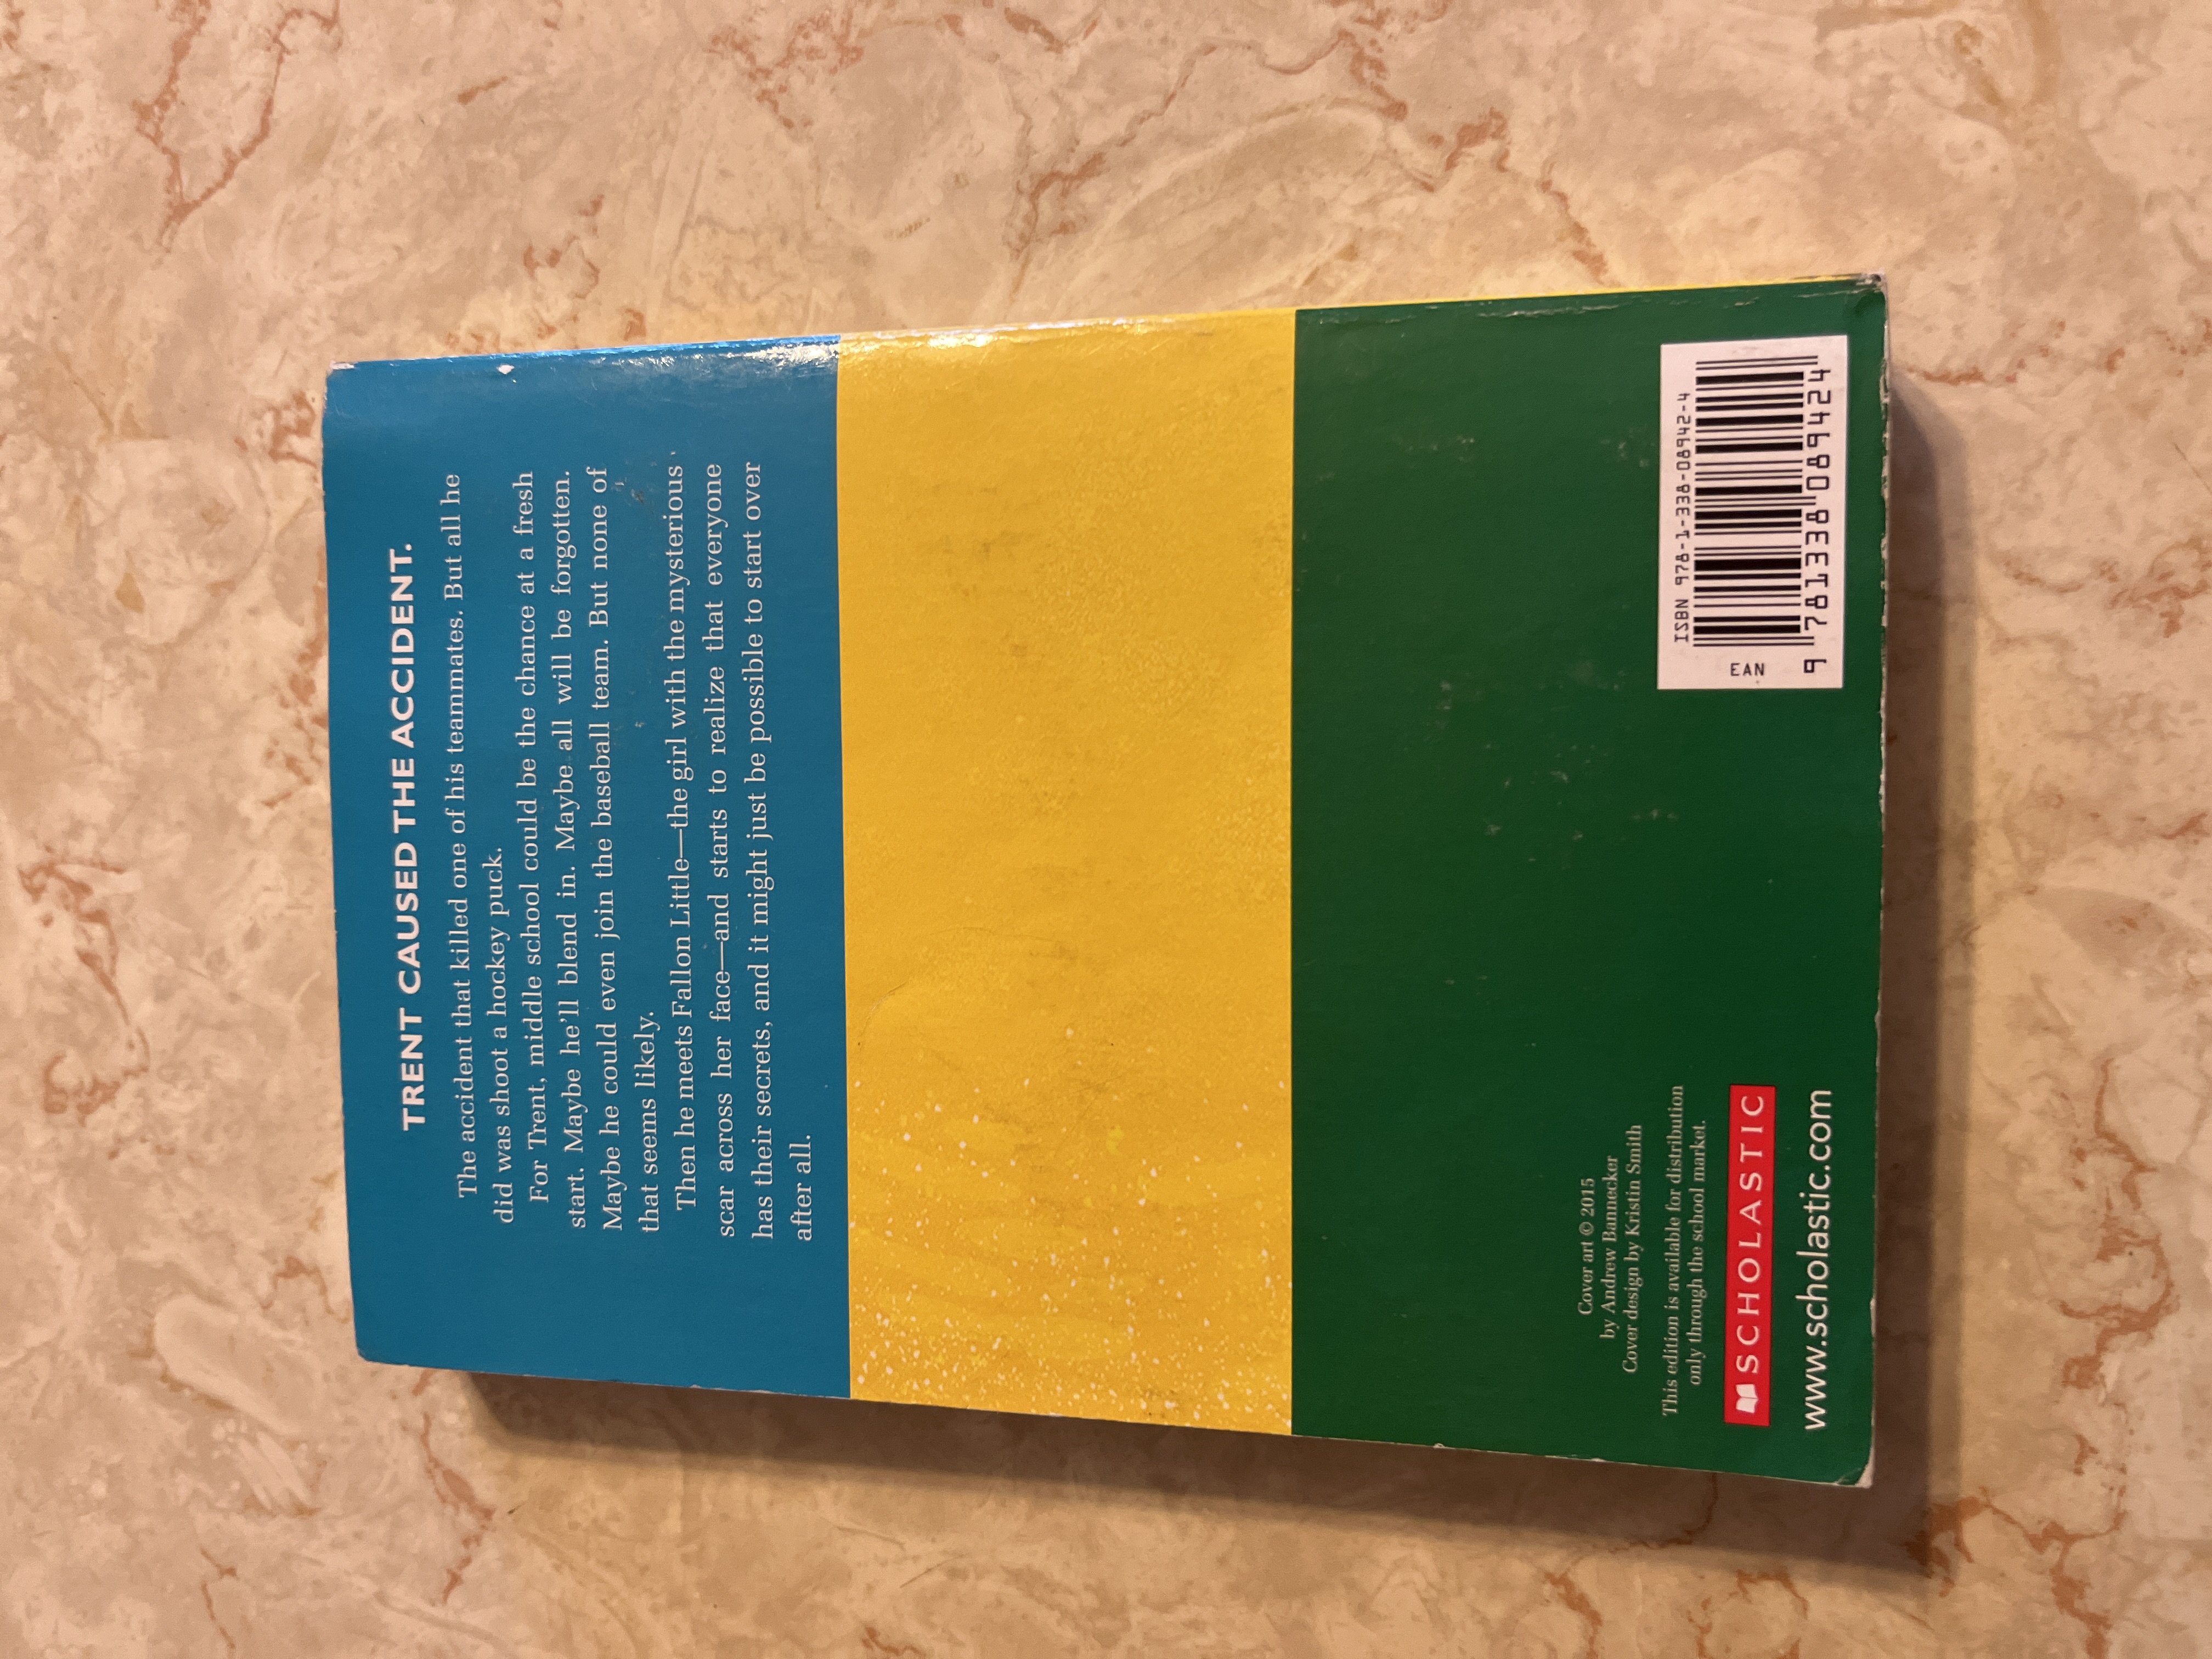 TRENT CAUSED THE ACCIDENT.
The accident that killed one of his teammates. But all he
did was shoot a hockey puck.
For Trent, middle school could be the chance at a fresh
start. Maybe he'll blend in. Maybe all will be forgotten.
Maybe he could even join the baseball team. But none of
that seems likely.
Then he meets Fallon Little—the girl with the mysterious
scar across her face—and starts to realize that everyone
has their secrets, and it might just be possible to start over
after all.
Cover art © 2015
by Andrew Bannecker
Cover design by Kristin Smith
This edition is available for distribution
only through the school market.
SCHOLASTIC
www.scholastic.com
ISBN 978-1-338-08942-4
EAN
9 781338 089424